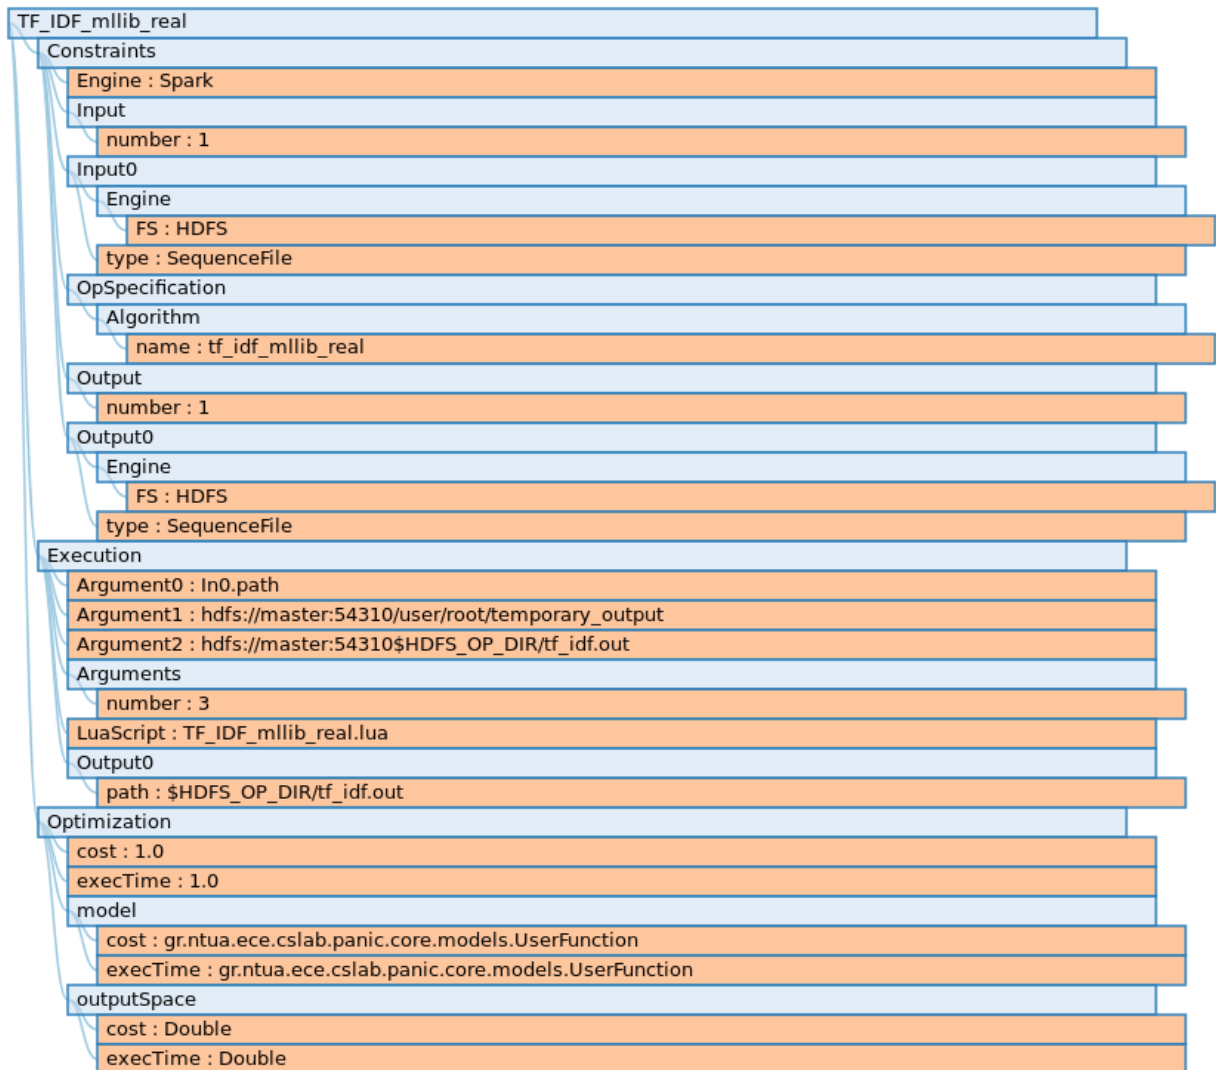 TF_IDF_mllib_real
Constraints
Engine : Spark
Input
number : 1
Input0
Engine
FS : HDFS
type : SequenceFile
OpSpecification
Algorithm
name : tf_idf_mllib_real
Output
number : 1
Output0
Engine
FS : HDFS
type : SequenceFile
Execution
Argument0 : In0.path
Argument1 : hdfs://master:54310/user/root/temporary_output
Argument2 : hdfs://master:54310$HDFS_OP_DIR/tf_idf.out
Arguments
number : 3
LuaScript : TF_IDF_mllib_real.lua
Output0
path : $HDFS_OP_DIR/tf_idf.out
Optimization
cost : 1.0
execTime : 1.0
model
cost : gr.ntua.ece.cslab.panic.core.models.UserFunction
execTime : gr.ntua.ece.cslab.panic.core.models.UserFunction
outputSpace
cost : Double
execTime : Double